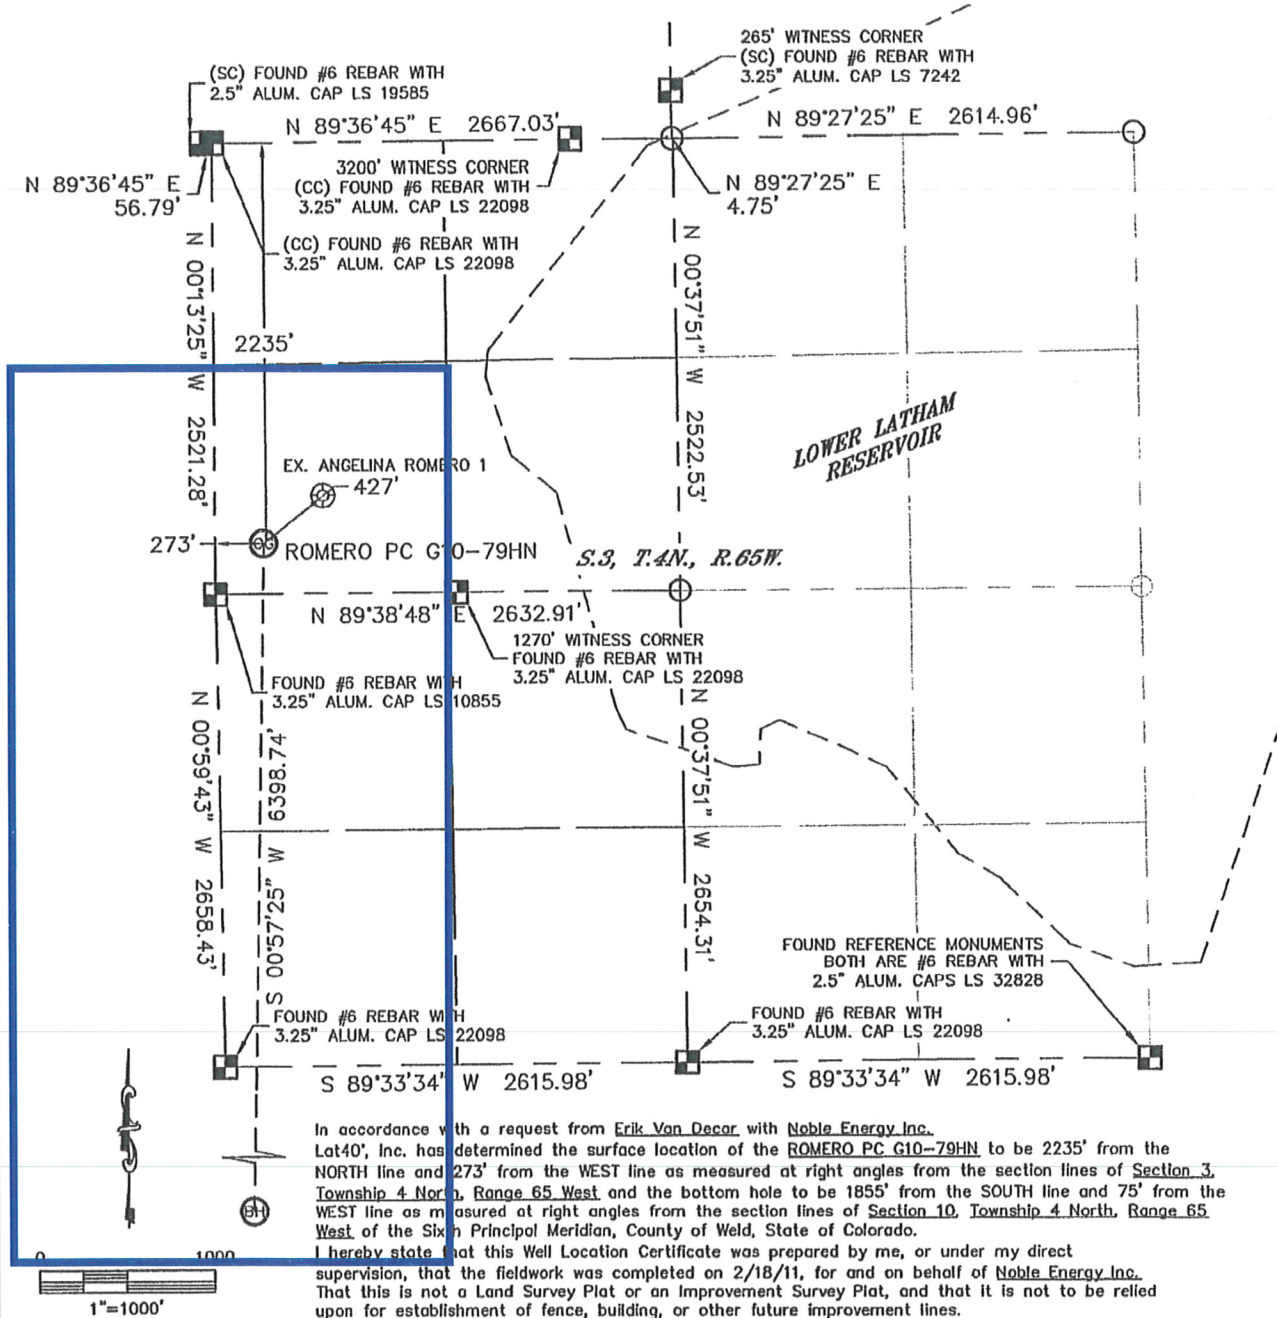 265' WITNESS CORNER
(SC) FOUND #6 REBAR WITH
3.25" ALUM. CAP LS 7242
(SC) FOUND #6 REBAR WITH
2.5" ALUM. CAP LS 19585
N 89°36'45" E 2667.03'
N 89°27'25" E 2614.96'
3200' WITNESS CORNER
(CC) FOUND #6 REBAR WITH
3.25" ALUM. CAP LS 22098
N 89°36'45" E
56.79'
N 89°27'25" E
4.75'
(CC) FOUND #6 REBAR WITH
3.25" ALUM. CAP LS 22098
N 00°13'25" W 2521.28'
N 00°37'51" W 2522.53'
2235'
LOWER LATHAM
RESERVOIR
EX. ANGELINA ROMERO 1
427'
273'
OG
ROMERO PC G10-79HN
S.3, T.4N., R.65W.
N 89°38'48" E 2632.91'
1270' WITNESS CORNER
FOUND #6 REBAR WITH
3.25" ALUM. CAP LS 22098
FOUND #6 REBAR WITH
3.25" ALUM. CAP LS 10855
N 00°59'43" W 2658.43'
S 00°57'25" W 6398.74'
N 00°37'51" W 2654.31'
FOUND REFERENCE MONUMENTS
BOTH ARE #6 REBAR WITH
2.5" ALUM. CAPS LS 32828
FOUND #6 REBAR WITH
3.25" ALUM. CAP LS 22098
FOUND #6 REBAR WITH
3.25" ALUM. CAP LS 22098
S 89°33'34" W 2615.98'
S 89°33'34" W 2615.98'
BH
In accordance with a request from Erik Van Decar with Noble Energy Inc.
Lat40°, Inc. has determined the surface location of the ROMERO PC G10-79HN to be 2235' from the
NORTH line and 273' from the WEST line as measured at right angles from the section lines of Section 3,
Township 4 North, Range 65 West and the bottom hole to be 1855' from the SOUTH line and 75' from the
WEST line as measured at right angles from the section lines of Section 10, Township 4 North, Range 65
West of the Sixth Principal Meridian, County of Weld, State of Colorado.
I hereby state that this Well Location Certificate was prepared by me, or under my direct
supervision, that the fieldwork was completed on 2/18/11, for and on behalf of Noble Energy Inc.
That this is not a Land Survey Plat or an Improvement Survey Plat, and that it is not to be relied
upon for establishment of fence, building, or other future improvement lines.
0 1000
1"=1000'